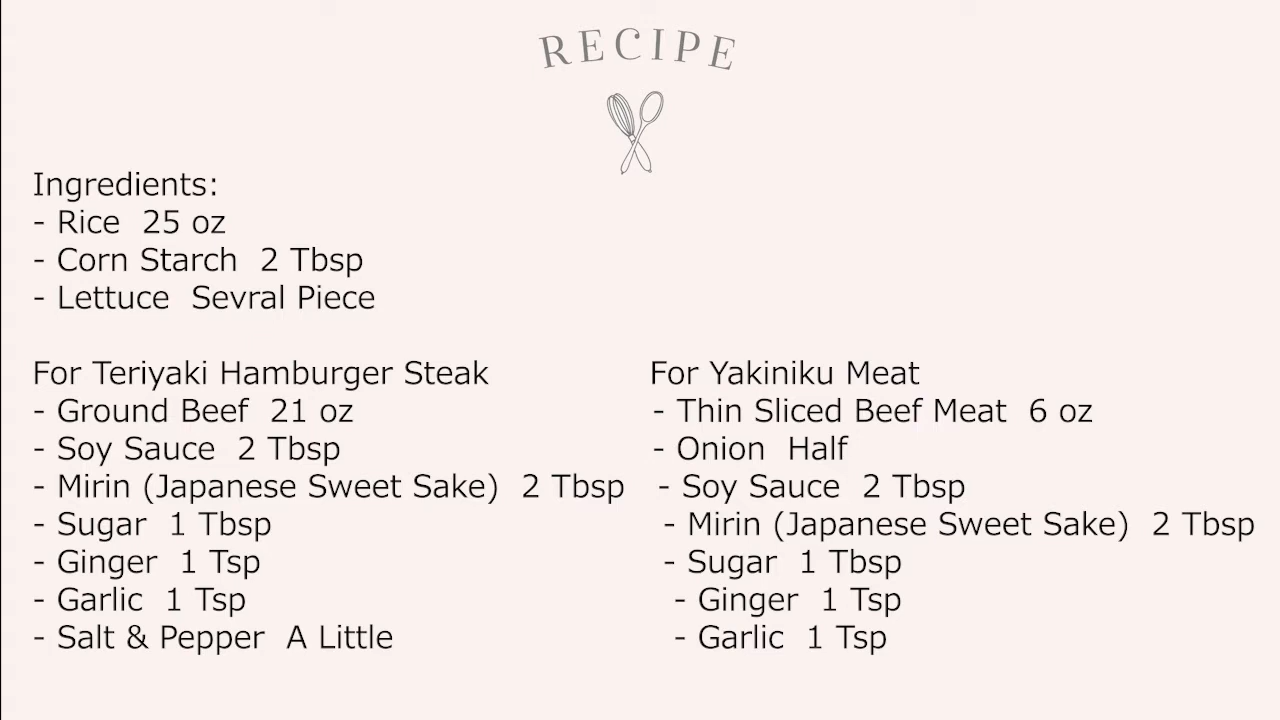 RECIPE
Ingredients:
- Rice  25 oz
- Corn Starch  2 Tbsp
- Lettuce  Sevral Piece
For Teriyaki Hamburger Steak
- Ground Beef  21 oz
- Soy Sauce  2 Tbsp
- Mirin (Japanese Sweet Sake)  2 Tbsp
- Sugar  1 Tbsp
- Ginger  1 Tsp
- Garlic  1 Tsp
- Salt & Pepper  A Little
For Yakiniku Meat
- Thin Sliced Beef Meat  6 oz
- Onion  Half
- Soy Sauce  2 Tbsp
- Mirin (Japanese Sweet Sake)  2 Tbsp
- Sugar  1 Tbsp
- Ginger  1 Tsp
- Garlic  1 Tsp